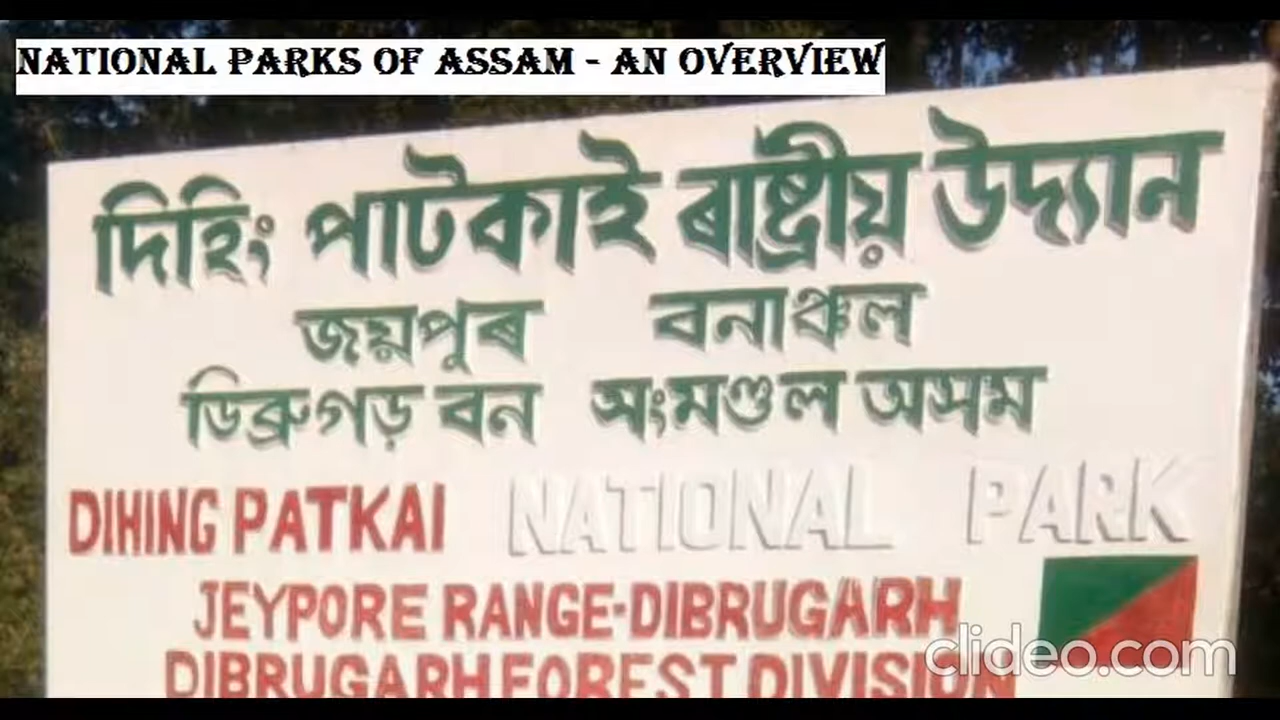 NATIONAL PARKS OF ASSAM - AN OVERVIEW
দিহিং পাটকাই ৰাষ্ট্ৰীয় উদ্যান
জয়পুৰ বনাঞ্চল
ডিব্ৰুগড় বন সংমণ্ডল অসম
DIHING PATKAI NATIONAL PARK
JEYPORE RANGE-DIBRUGARH
DIBRUGARH FOREST DIVISION
clideo.com